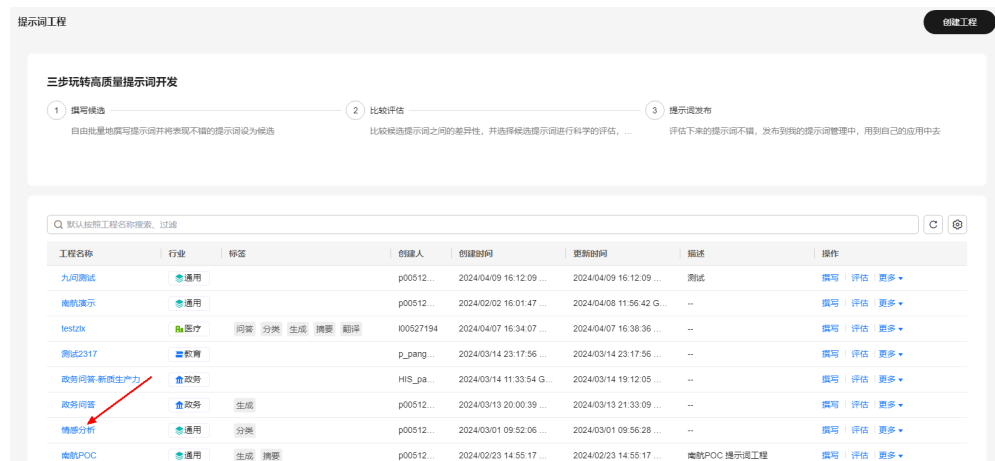 提示词工程 创建工程
三步玩转高质量提示词开发
1 撰写候选 2 比较评估 3 提示词发布
自由批量地撰写提示词并将表现不错的提示词设为候选 比较候选提示词之间的差异性，并选择候选提示词进行科学的评估，... 评估下来的提示词不错，发布到我的提示词管理中，用到自己的应用中去
默认按照工程名称搜索、过滤
工程名称 行业 标签 创建人 创建时间 更新时间 描述 操作
九问测试 通用 p00512... 2024/04/09 16:12:09 ... 2024/04/09 16:12:09 ... 测试 撰写 评估 更多
南航演示 通用 p00512... 2024/02/02 16:01:47 ... 2024/04/08 11:56:42 G... -- 撰写 评估 更多
testzlx 医疗 问答 分类 生成 摘要 翻译 l00527194 2024/04/07 16:34:07 ... 2024/04/07 16:38:36 ... -- 撰写 评估 更多
测试2317 教育 p_pang... 2024/03/14 23:17:56 ... 2024/03/14 23:17:56 ... -- 撰写 评估 更多
政务问答-新质生产力 政务 HIS_pa... 2024/03/14 11:33:54 G... 2024/03/14 19:12:05 ... -- 撰写 评估 更多
政务问答 政务 生成 p00512... 2024/03/13 20:00:39 ... 2024/03/13 21:33:09 ... -- 撰写 评估 更多
情感分析 通用 分类 p00512... 2024/03/01 09:52:06 ... 2024/03/01 09:56:28 ... -- 撰写 评估 更多
南航POC 通用 生成 摘要 p00512... 2024/02/23 14:55:17 ... 2024/02/23 14:55:17 ... 南航POC 提示词工程 撰写 评估 更多